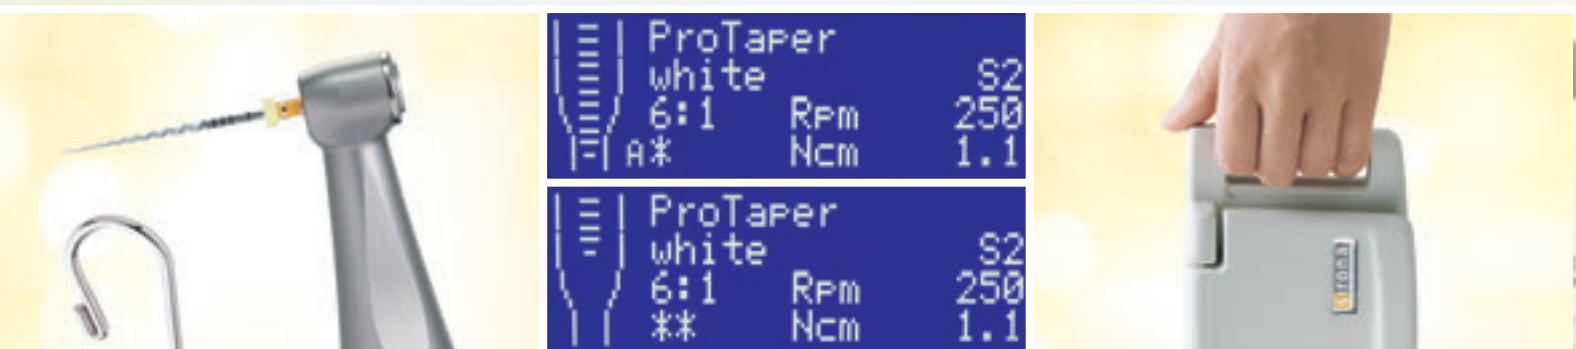 ProTaper
white S2
6:1 Rpm 250
A* Ncm 1.1
ProTaper
white S2
6:1 Rpm 250
** Ncm 1.1
sirona